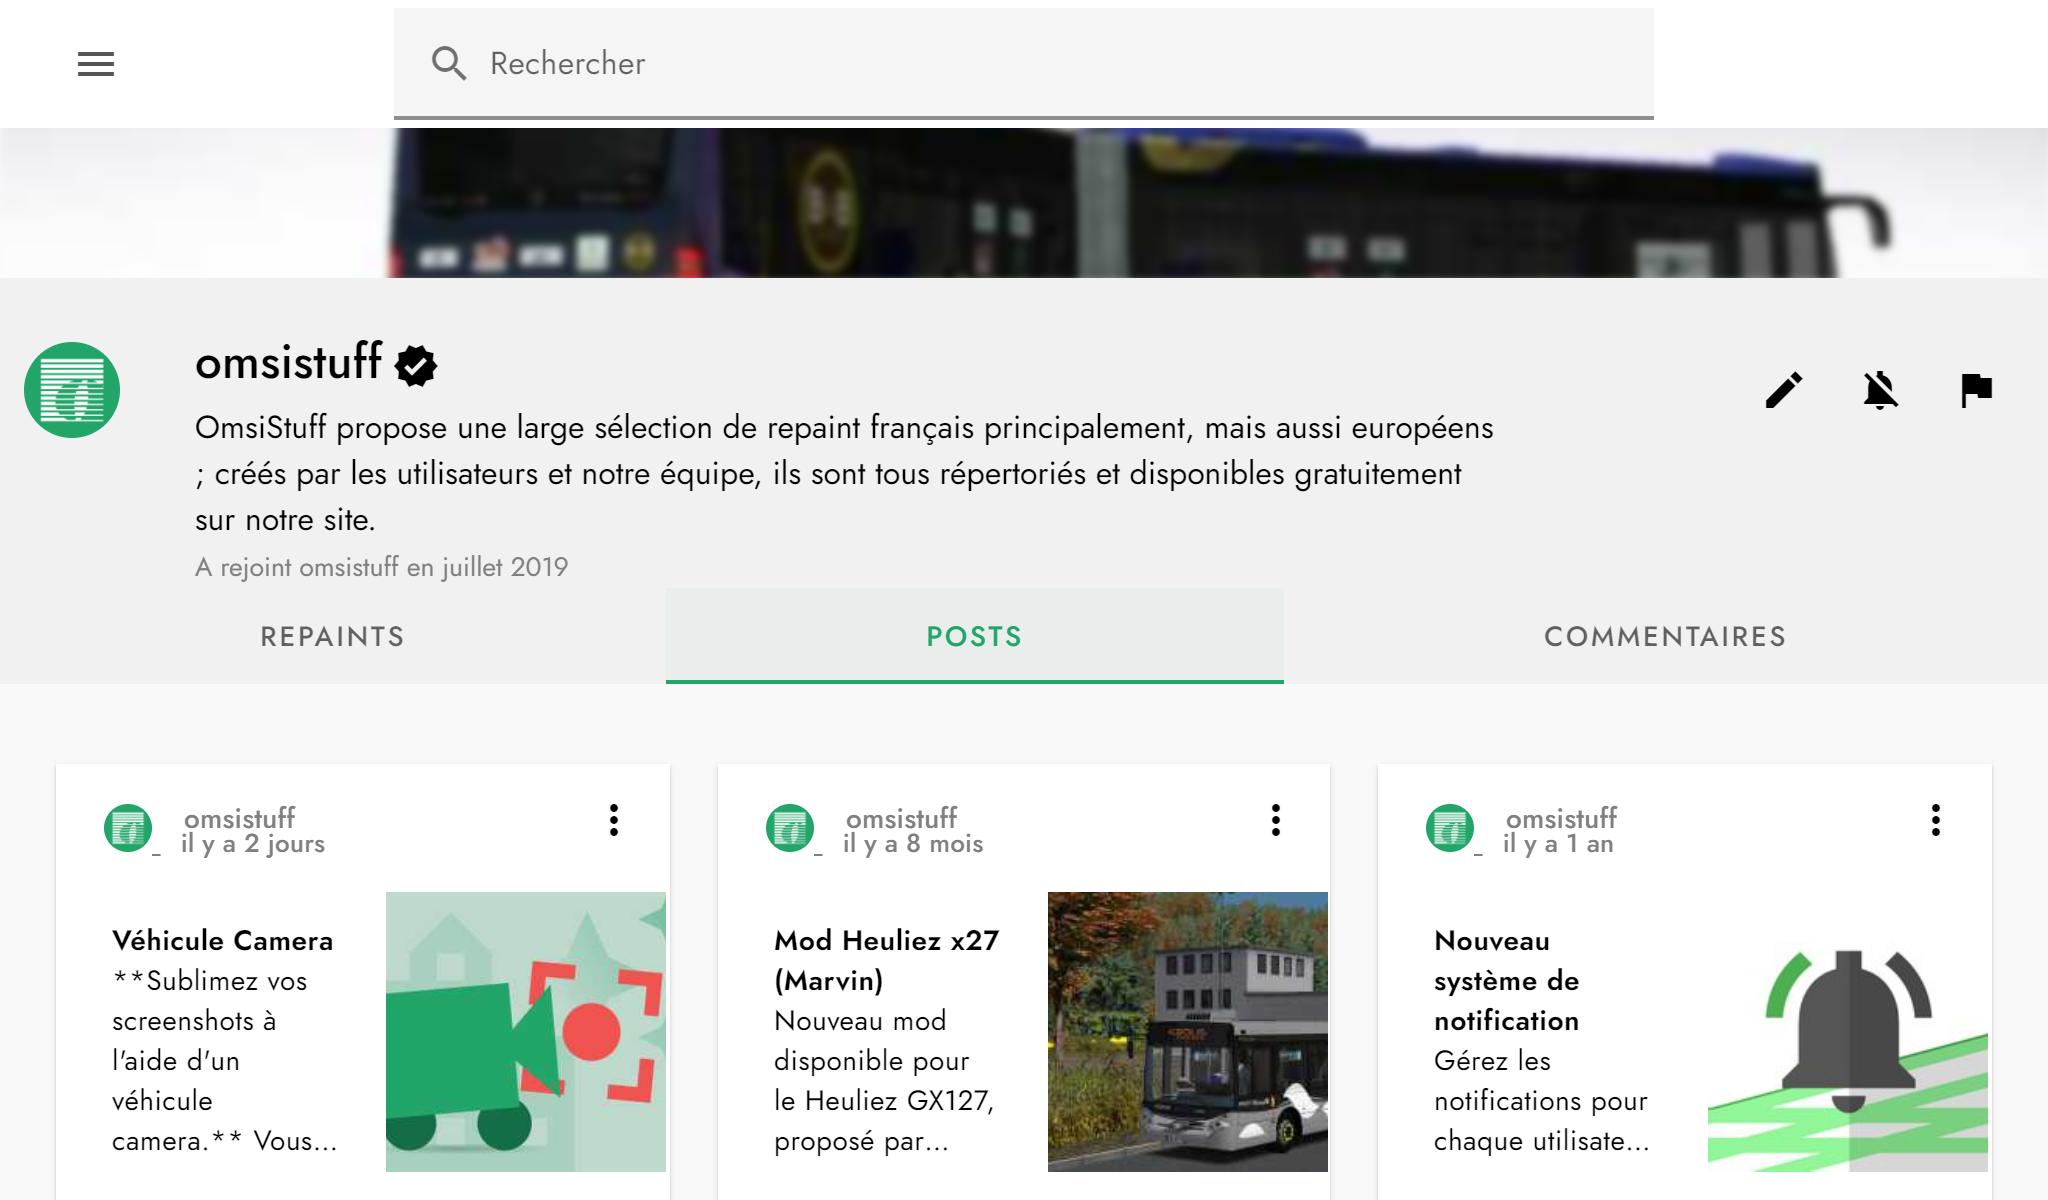 Rechercher
omsistuff
OmsiStuff propose une large sélection de repaint français principalement, mais aussi européens
; créés par les utilisateurs et notre équipe, ils sont tous répertoriés et disponibles gratuitement
sur notre site.
A rejoint omsistuff en juillet 2019
REPAINTS
POSTS
COMMENTAIRES
omsistuff
il y a 2 jours
Véhicule Camera
**Sublimez vos
screenshots à
l'aide d'un
véhicule
camera.** Vous...
omsistuff
il y a 8 mois
Mod Heuliez x27
(Marvin)
Nouveau mod
disponible pour
le Heuliez GX127,
proposé par...
omsistuff
il y a 1 an
Nouveau
système de
notification
Gérez les
notifications pour
chaque utilisate...